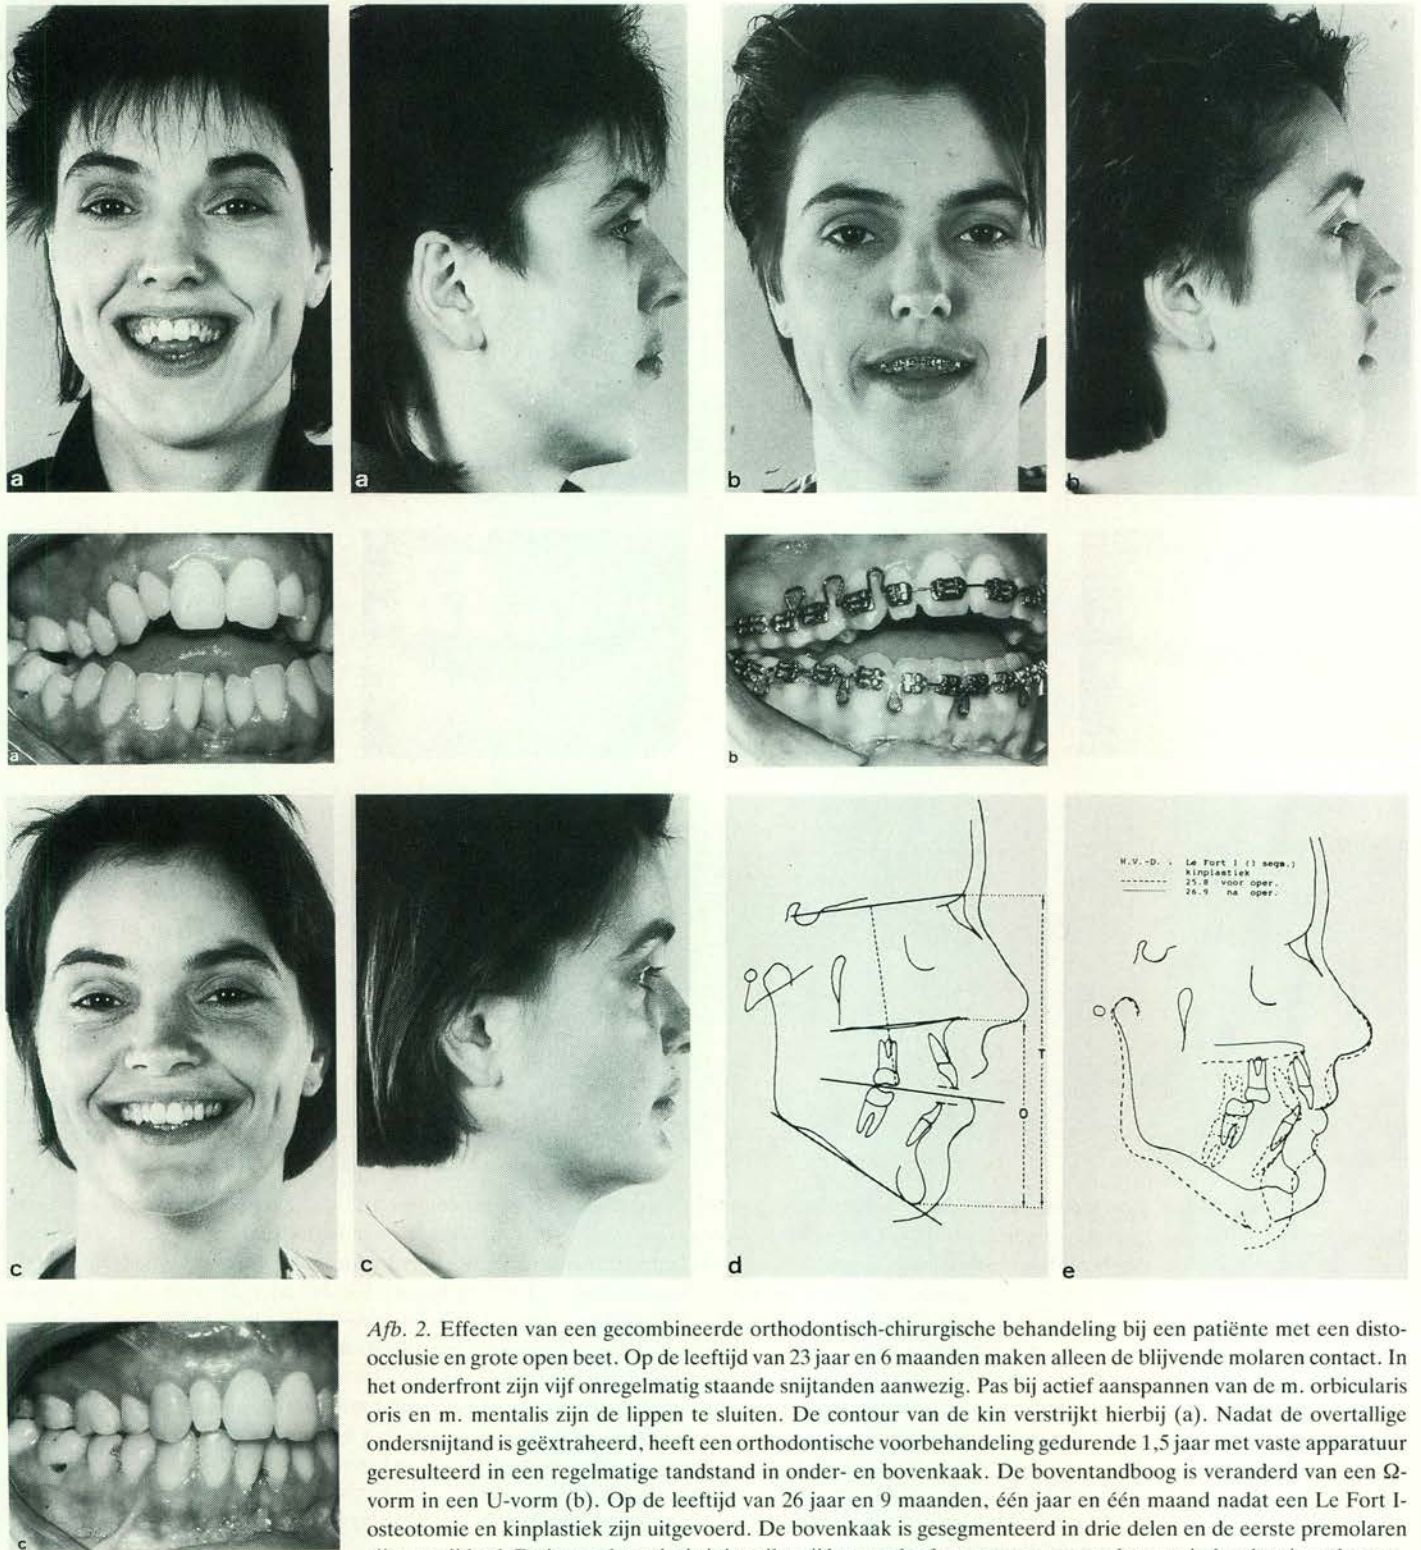 a
a
b
b
a
b
H.V.-D. . Le Fort I (3 segm.)
kinplastiek
25.8 voor oper.
26.9 na oper.
T
O
T
O
c
c
d
e
Afb. 2. Effecten van een gecombineerde orthodontisch-chirurgische behandeling bij een patiënte met een disto-
occlusie en grote open beet. Op de leeftijd van 23 jaar en 6 maanden maken alleen de blijvende molaren contact. In
het onderfront zijn vijf onregelmatig staande snijtanden aanwezig. Pas bij actief aanspannen van de m. orbicularis
oris en m. mentalis zijn de lippen te sluiten. De contour van de kin verstrijkt hierbij (a). Nadat de overtallige
ondersnijtand is geëxtraheerd, heeft een orthodontische voorbehandeling gedurende 1,5 jaar met vaste apparatuur
geresulteerd in een regelmatige tandstand in onder- en bovenkaak. De boventandboog is veranderd van een Ω-
vorm in een U-vorm (b). Op de leeftijd van 26 jaar en 9 maanden, één jaar en één maand nadat een Le Fort I-
osteotomie en kinplastiek zijn uitgevoerd. De bovenkaak is gesegmenteerd in drie delen en de eerste premolaren
c